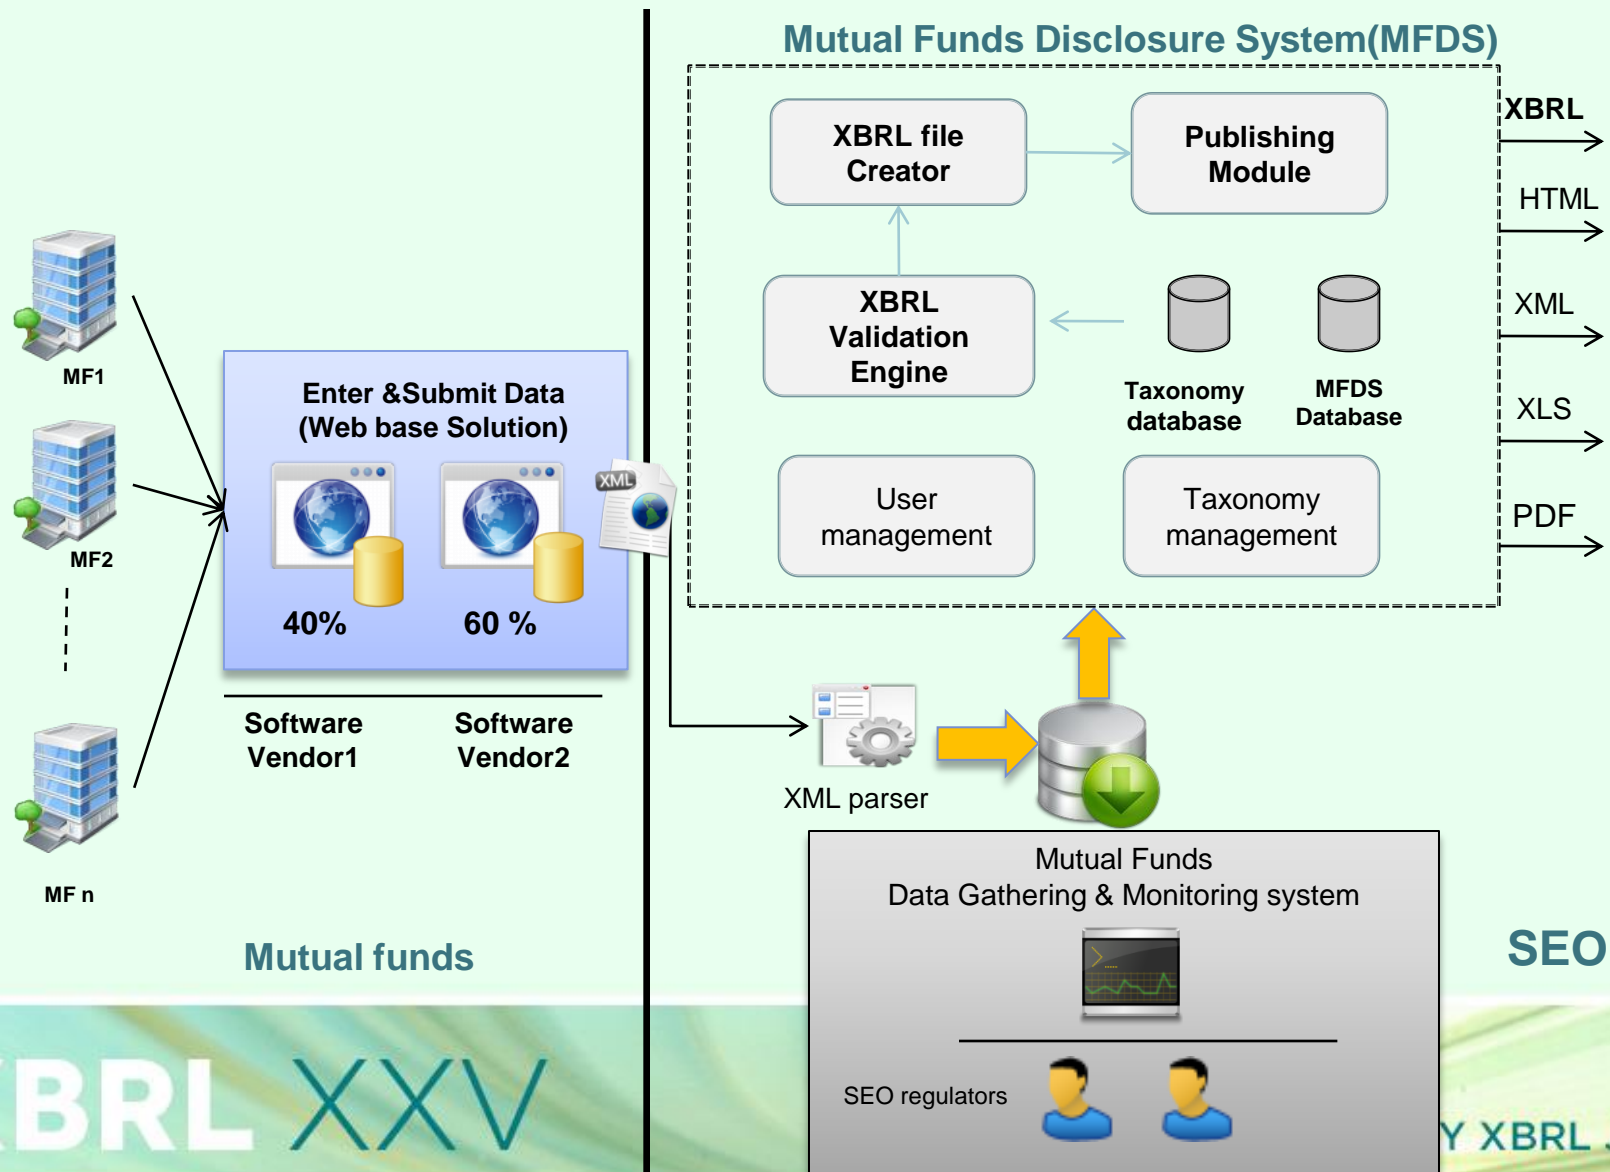 Mutual Funds Disclosure System(MFDS)
XBRL file
Creator
Publishing
Module
XBRL
Validation
Engine
Taxonomy
database
MFDS
Database
User
management
Taxonomy
management
XBRL
HTML
XML
XLS
PDF
MF1
MF2
MF n
Enter &Submit Data
(Web base Solution)
XML
40%
60 %
Software
Vendor1
Software
Vendor2
XML parser
Mutual Funds
Data Gathering & Monitoring system
SEO regulators
Mutual funds
SEO
XBRL XXV
Y XBRL